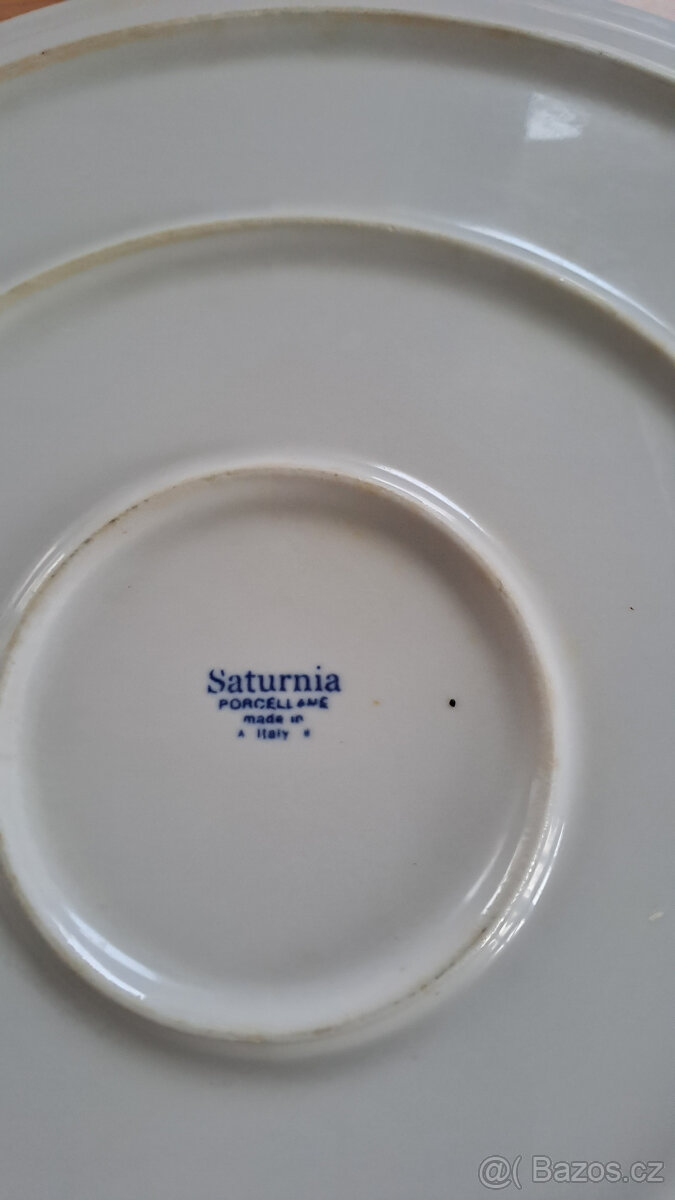 Saturnia
PORCELLANE
made in
A Italy
@( Bazos.cz